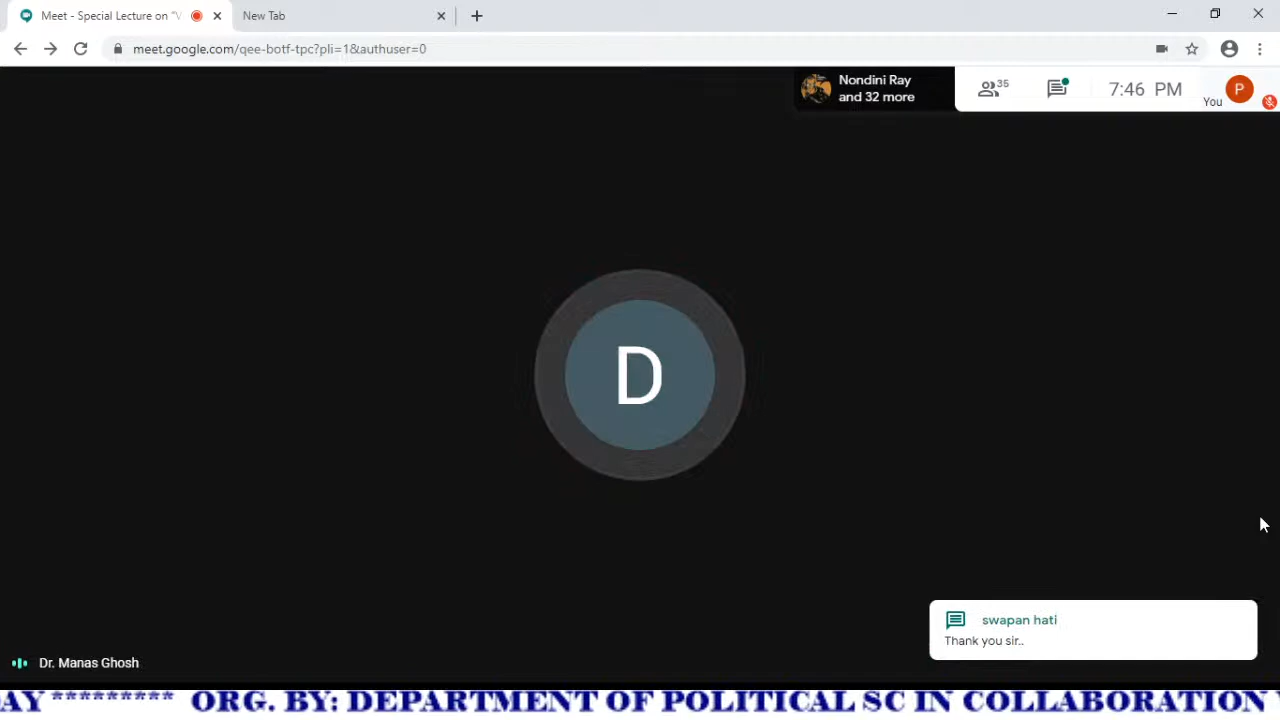 Meet - Special Lecture on "V
New Tab
meet.google.com/qee-botf-tpc?pli=1&authuser=0
Nondini Ray
and 32 more
35
7:46 PM
You
P
D
swapan hati
Thank you sir..
Dr. Manas Ghosh
AY ********* ORG. BY: DEPARTMENT OF POLITICAL SC IN COLLABORATION